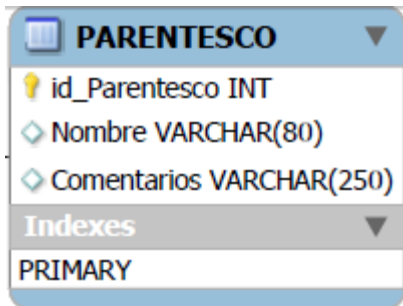 PARENTESCO
id_Parentesco INT
Nombre VARCHAR(80)
Comentarios VARCHAR(250)
Indexes
PRIMARY